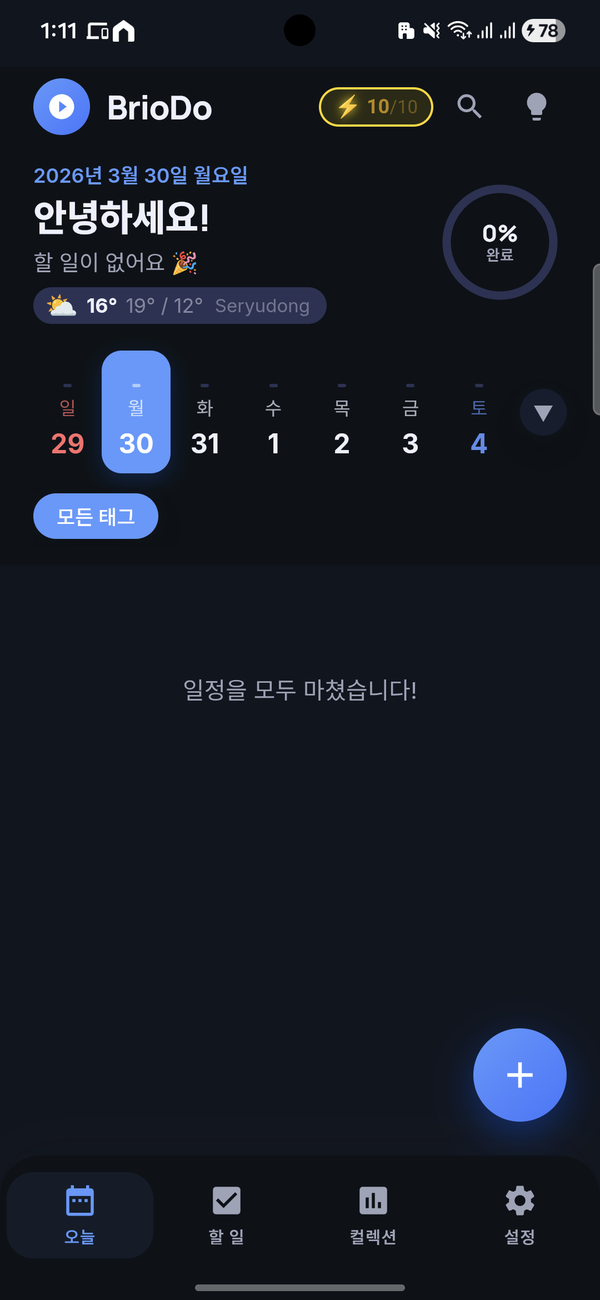 1:11
78
BrioDo
10/10
2026년 3월 30일 월요일
안녕하세요!
할 일이 없어요 🎉
0%
완료
16° 19° / 12° Seryudong
일 월 화 수 목 금 토
29 30 31 1 2 3 4
모든 태그
일정을 모두 마쳤습니다!
오늘 할 일 컬렉션 설정